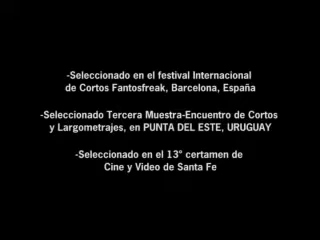 -Seleccionado en el festival Internacional
de Cortos Fantosfreak, Barcelona, España
-Seleccionado Tercera Muestra-Encuentro de Cortos
y Largometrajes, en PUNTA DEL ESTE, URUGUAY
-Seleccionado en el 13° certamen de
Cine y Video de Santa Fe